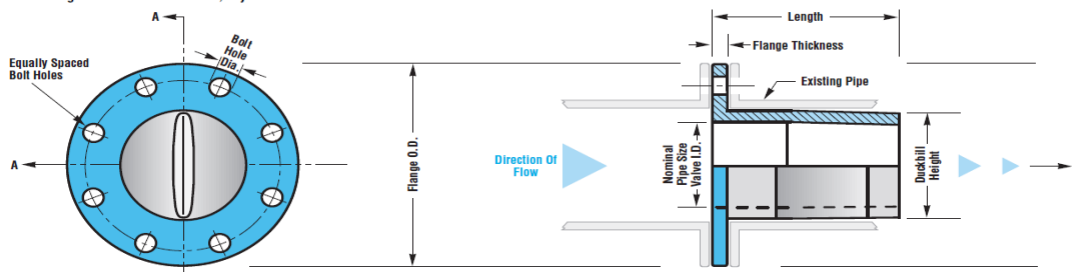 A
Bolt
Hole
Dia.
Equally Spaced
Bolt Holes
A
Flange O.D.
Length
Flange Thickness
Existing Pipe
Direction Of
Flow
Nominal
Pipe Size
Valve I.D.
Duckbill
Height